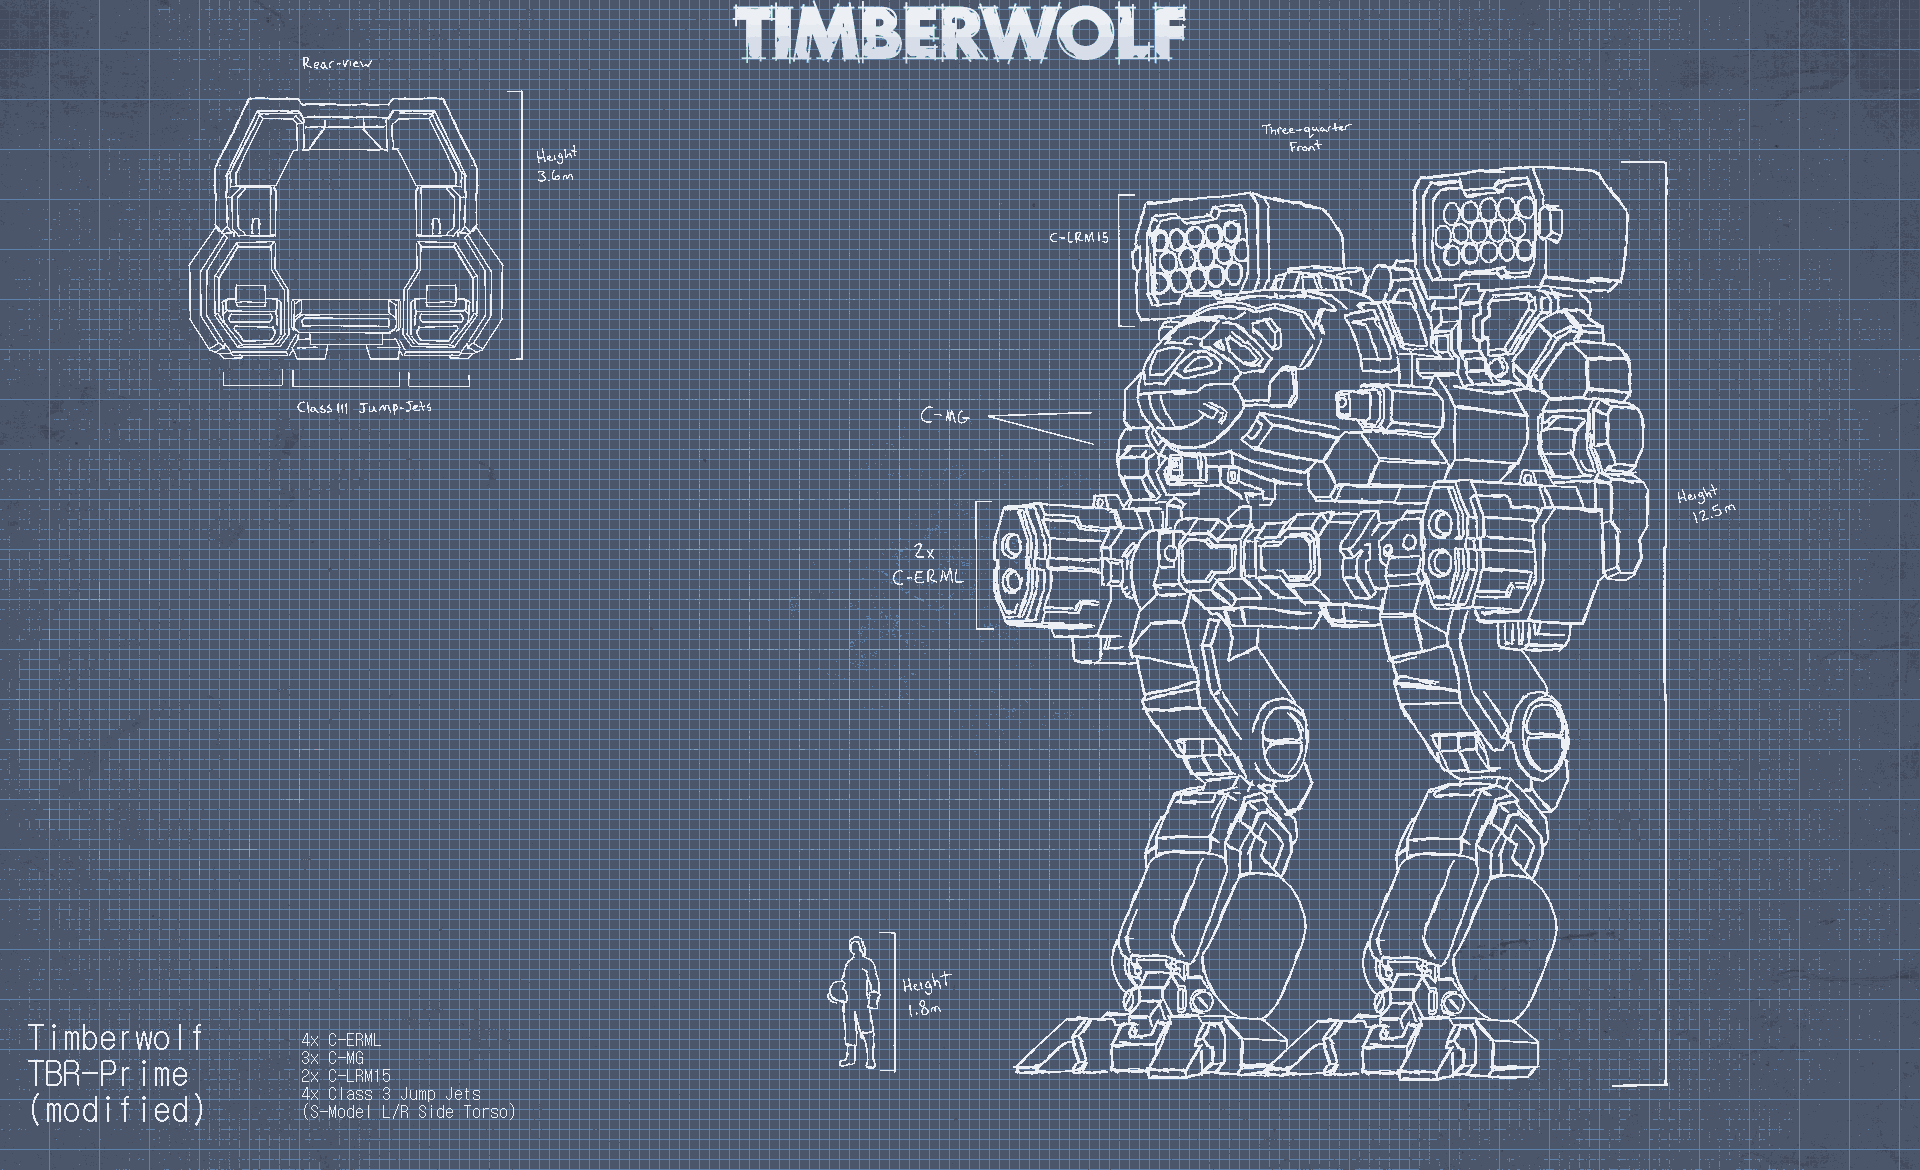 TIMBERWOLF
Rear-view
Height
3.6m
Class III Jump-Jets
Three-quarter
Front
C-LRM15
C-MG
2x
C-ERML
Height
12.5m
Height
1.8m
Timberwolf
TBR-Prime
(modified)
4x C-ERML
3x C-MG
2x C-LRM15
4x Class 3 Jump Jets
(S-Model L/R Side Torso)